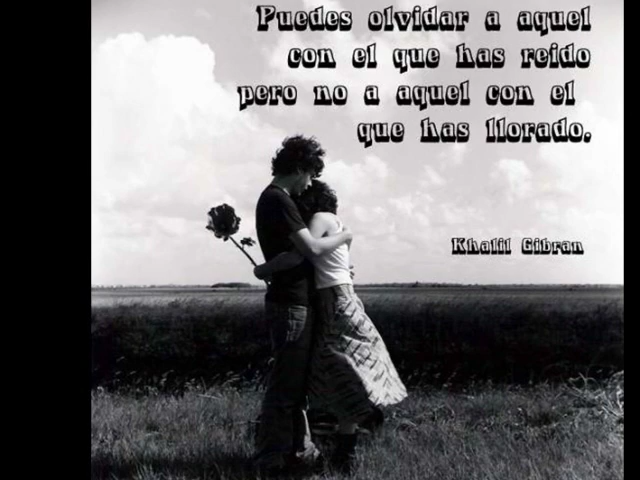 Puedes olvidar a aquel
con el que has reido
pero no a aquel con el
que has llorado.
Khalil Gibran